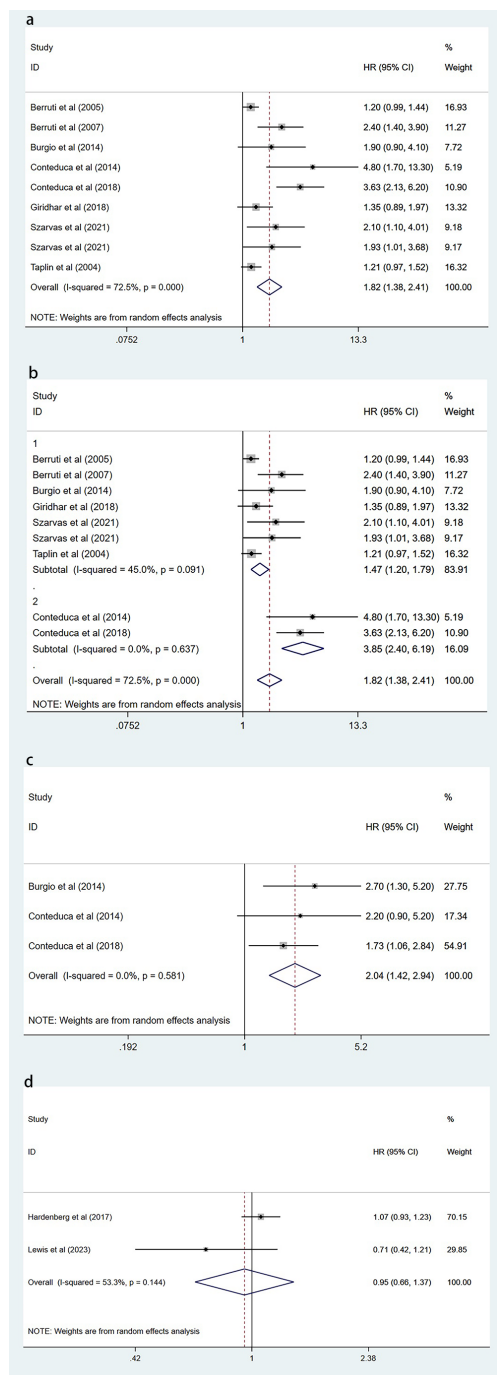 a
Study %
ID HR (95% CI) Weight
Berruti et al (2005) 1.20 (0.99, 1.44) 16.93
Berruti et al (2007) 2.40 (1.40, 3.90) 11.27
Burgio et al (2014) 1.90 (0.90, 4.10) 7.72
Conteduca et al (2014) 4.80 (1.70, 13.30) 5.19
Conteduca et al (2018) 3.63 (2.13, 6.20) 10.90
Giridhar et al (2018) 1.35 (0.89, 1.97) 13.32
Szarvas et al (2021) 2.10 (1.10, 4.01) 9.18
Szarvas et al (2021) 1.93 (1.01, 3.68) 9.17
Taplin et al (2004) 1.21 (0.97, 1.52) 16.32
Overall (I-squared = 72.5%, p = 0.000) 1.82 (1.38, 2.41) 100.00
NOTE: Weights are from random effects analysis
.0752 1 13.3
b
Study %
ID HR (95% CI) Weight
1
Berruti et al (2005) 1.20 (0.99, 1.44) 16.93
Berruti et al (2007) 2.40 (1.40, 3.90) 11.27
Burgio et al (2014) 1.90 (0.90, 4.10) 7.72
Giridhar et al (2018) 1.35 (0.89, 1.97) 13.32
Szarvas et al (2021) 2.10 (1.10, 4.01) 9.18
Szarvas et al (2021) 1.93 (1.01, 3.68) 9.17
Taplin et al (2004) 1.21 (0.97, 1.52) 16.32
Subtotal (I-squared = 45.0%, p = 0.091) 1.47 (1.20, 1.79) 83.91
.
2
Conteduca et al (2014) 4.80 (1.70, 13.30) 5.19
Conteduca et al (2018) 3.63 (2.13, 6.20) 10.90
Subtotal (I-squared = 0.0%, p = 0.637) 3.85 (2.40, 6.19) 16.09
.
Overall (I-squared = 72.5%, p = 0.000) 1.82 (1.38, 2.41) 100.00
NOTE: Weights are from random effects analysis
.0752 1 13.3
c
Study %
ID HR (95% CI) Weight
Burgio et al (2014) 2.70 (1.30, 5.20) 27.75
Conteduca et al (2014) 2.20 (0.90, 5.20) 17.34
Conteduca et al (2018) 1.73 (1.06, 2.84) 54.91
Overall (I-squared = 0.0%, p = 0.581) 2.04 (1.42, 2.94) 100.00
NOTE: Weights are from random effects analysis
.192 1 5.2
d
Study %
ID HR (95% CI) Weight
Hardenberg et al (2017) 1.07 (0.93, 1.23) 70.15
Lewis et al (2023) 0.71 (0.42, 1.21) 29.85
Overall (I-squared = 53.3%, p = 0.144) 0.95 (0.66, 1.37) 100.00
NOTE: Weights are from random effects analysis
.42 1 2.38